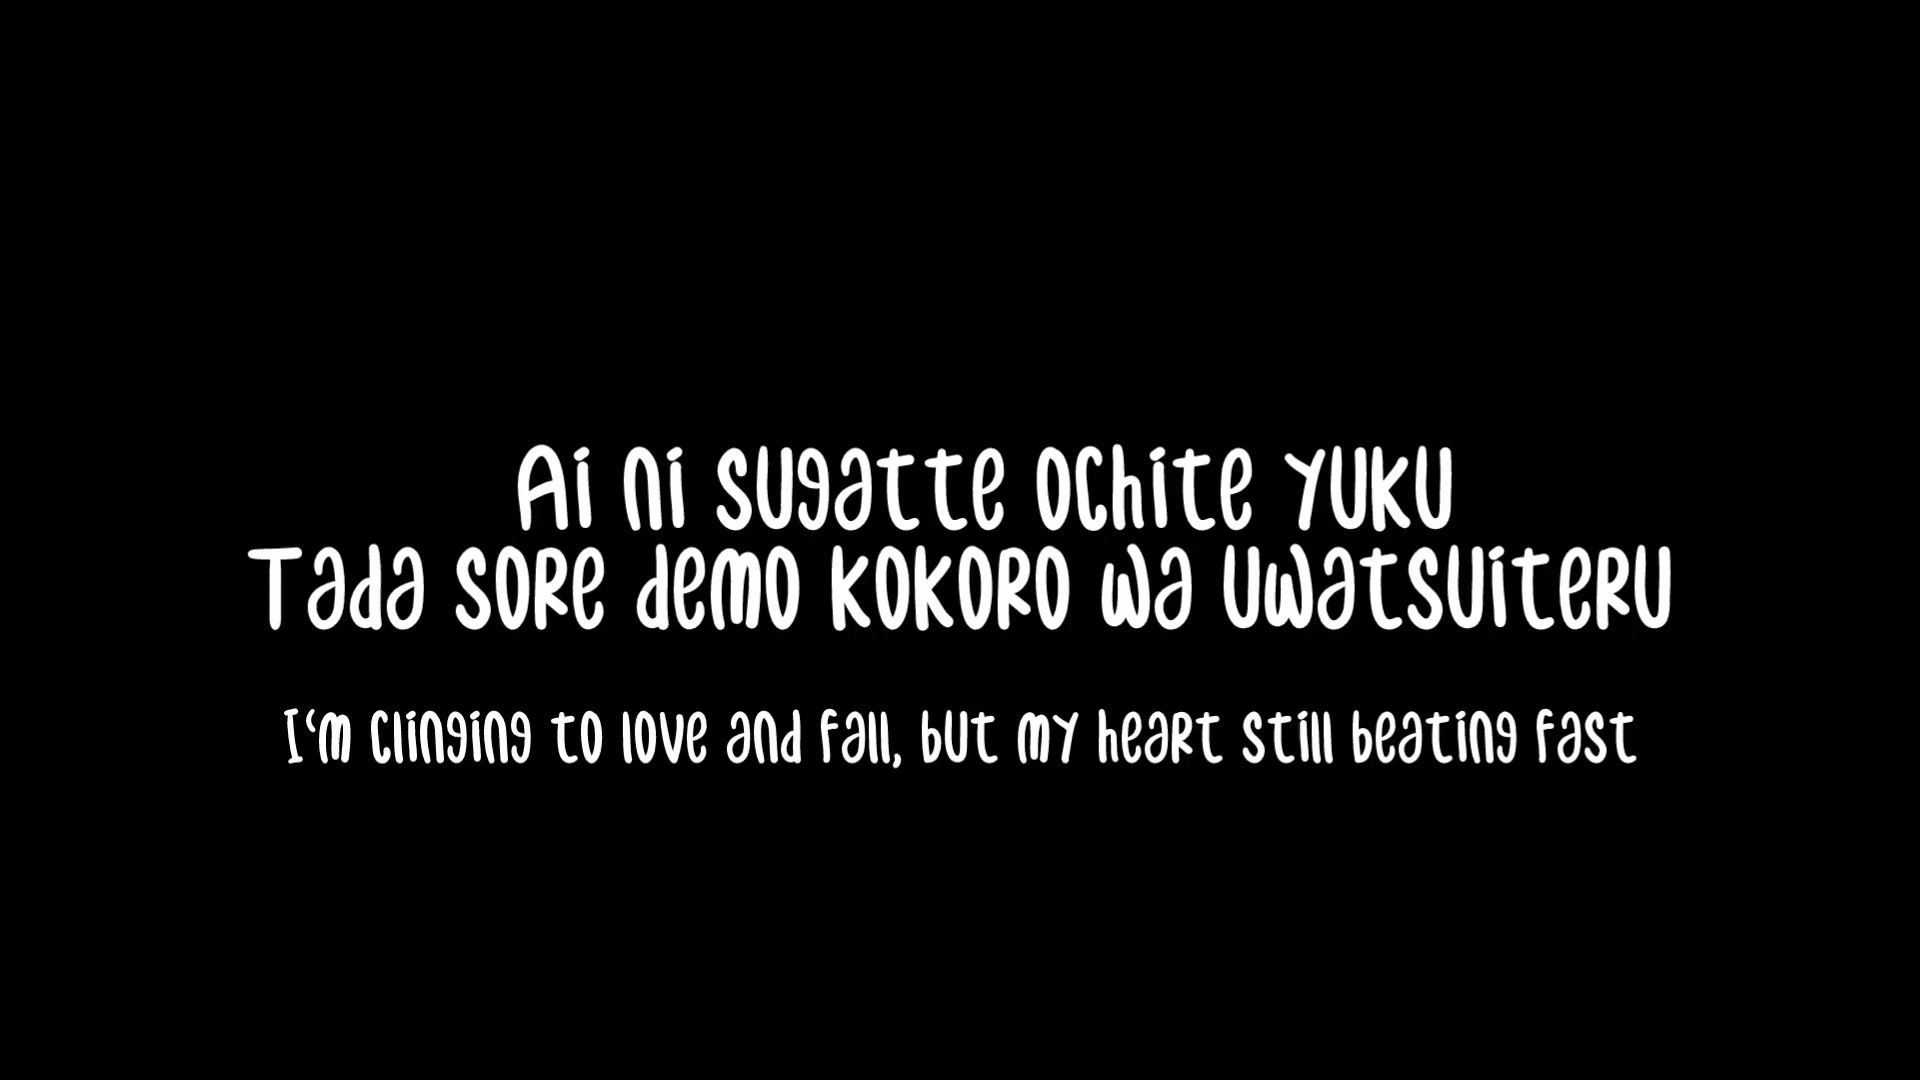 Ai ni sugatte ochite yuku
Tada sore demo kokoro wa uwatsuiteru
I‘m clinging to love and fall, but my heart still beating fast